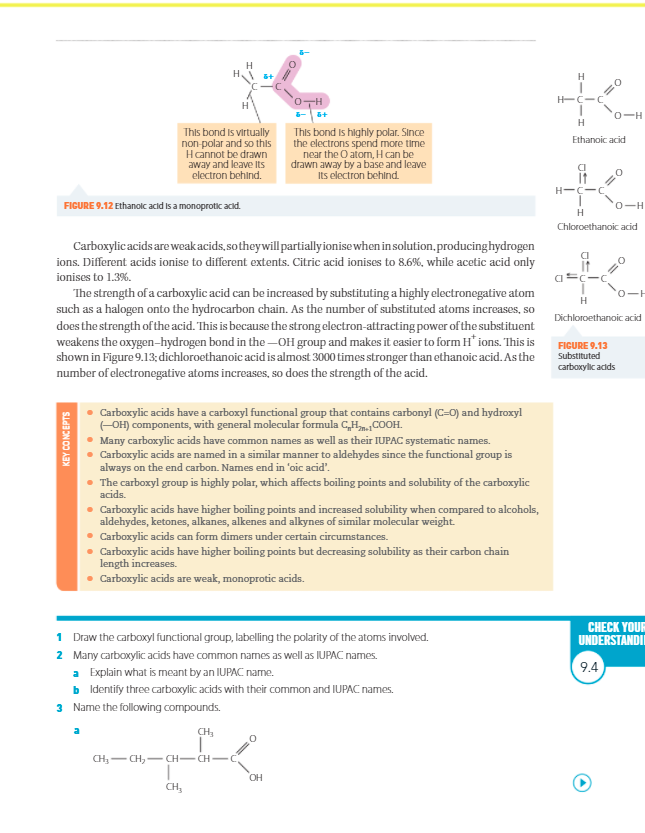 δ−
H
H
δ+
O
C
C
H
O—H
δ− δ+
This bond is virtually
non-polar and so this
H cannot be drawn
away and leave its
electron behind.
This bond is highly polar. Since
the electrons spend more time
near the O atom, H can be
drawn away by a base and leave
its electron behind.
FIGURE 9.12 Ethanoic acid is a monoprotic acid.
H
O
H—C—C
O—H
H
Ethanoic acid
Cl
O
H—C—C
O—H
H
Chloroethanoic acid
Cl
O
Cl C—C
O—H
H
Dichloroethanoic acid
FIGURE 9.13
Substituted
carboxylic acids
Carboxylic acids are weak acids, so they will partially ionise when in solution, producing hydrogen
ions. Different acids ionise to different extents. Citric acid ionises to 8.6%, while acetic acid only
ionises to 1.3%.
The strength of a carboxylic acid can be increased by substituting a highly electronegative atom
such as a halogen onto the hydrocarbon chain. As the number of substituted atoms increases, so
does the strength of the acid. This is because the strong electron-attracting power of the substituent
weakens the oxygen–hydrogen bond in the —OH group and makes it easier to form H⁺ ions. This is
shown in Figure 9.13; dichloroethanoic acid is almost 3000 times stronger than ethanoic acid. As the
number of electronegative atoms increases, so does the strength of the acid.
KEY CONCEPTS
• Carboxylic acids have a carboxyl functional group that contains carbonyl (C=O) and hydroxyl
(—OH) components, with general molecular formula CₙH₂ₙ₊₁COOH.
• Many carboxylic acids have common names as well as their IUPAC systematic names.
• Carboxylic acids are named in a similar manner to aldehydes since the functional group is
always on the end carbon. Names end in ‘oic acid’.
• The carboxyl group is highly polar, which affects boiling points and solubility of the carboxylic
acids.
• Carboxylic acids have higher boiling points and increased solubility when compared to alcohols,
aldehydes, ketones, alkanes, alkenes and alkynes of similar molecular weight.
• Carboxylic acids can form dimers under certain circumstances.
• Carboxylic acids have higher boiling points but decreasing solubility as their carbon chain
length increases.
• Carboxylic acids are weak, monoprotic acids.
CHECK YOUR
UNDERSTANDI
9.4
1 Draw the carboxyl functional group, labelling the polarity of the atoms involved.
2 Many carboxylic acids have common names as well as IUPAC names.
a Explain what is meant by an IUPAC name.
b Identify three carboxylic acids with their common and IUPAC names.
3 Name the following compounds.
a
CH₃
O
CH₃—CH₂—CH—CH—C
OH
CH₃